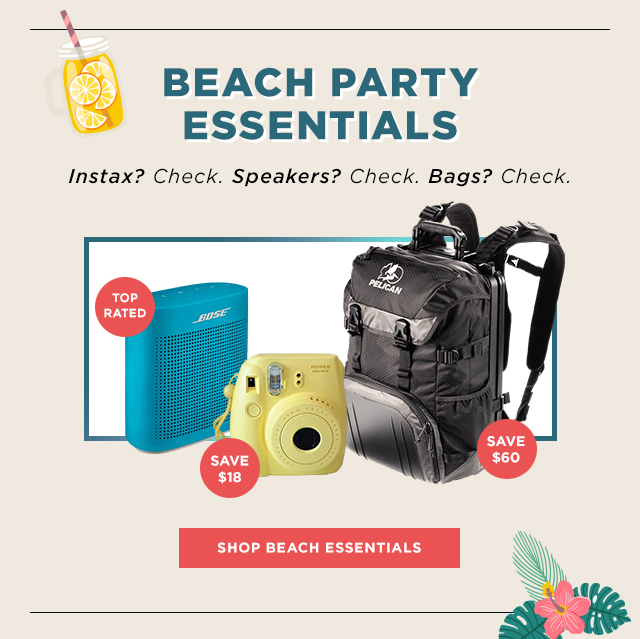 BEACH PARTY
ESSENTIALS
Instax? Check. Speakers? Check. Bags? Check.
TOP
RATED
BOSE
PELICAN
FUJIFILM
SAVE
$18
SAVE
$60
SHOP BEACH ESSENTIALS